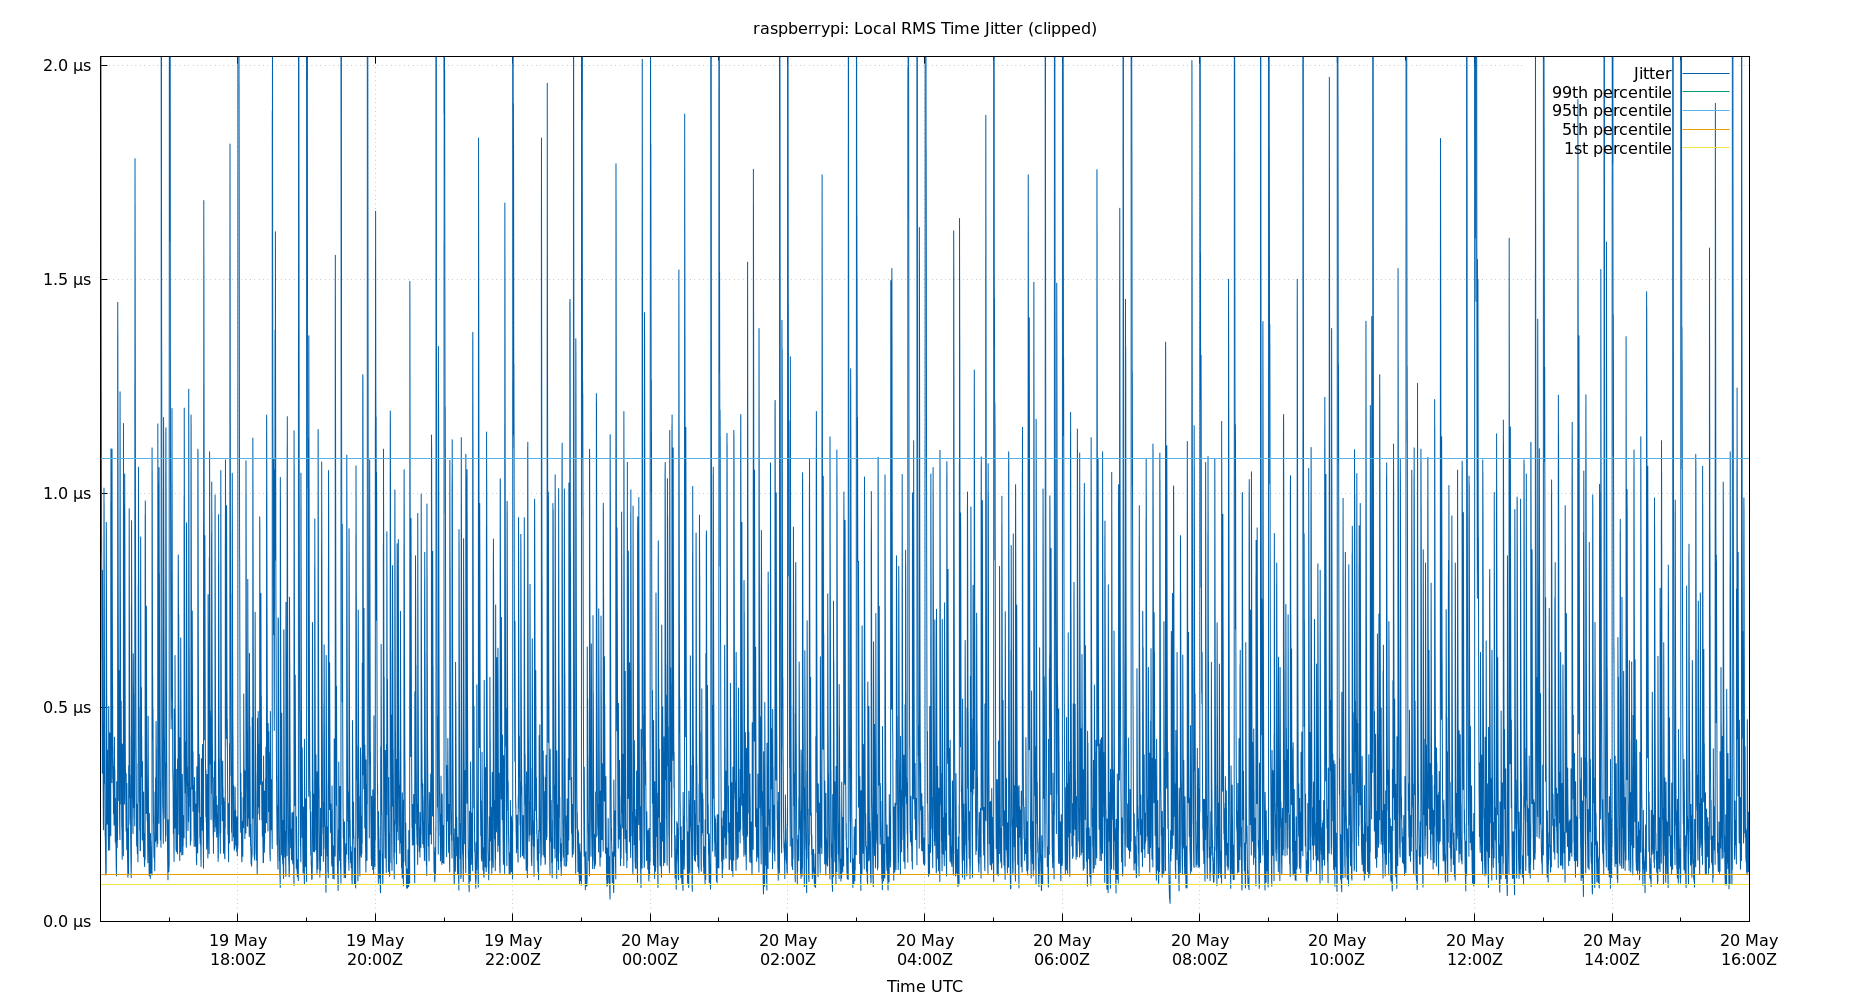 raspberrypi: Local RMS Time Jitter (clipped)
2.0 µs
1.5 µs
1.0 µs
0.5 µs
0.0 µs
Jitter
99th percentile
95th percentile
5th percentile
1st percentile
19 May 19 May 19 May 20 May 20 May 20 May 20 May 20 May 20 May 20 May 20 May 20 May
18:00Z 20:00Z 22:00Z 00:00Z 02:00Z 04:00Z 06:00Z 08:00Z 10:00Z 12:00Z 14:00Z 16:00Z
Time UTC